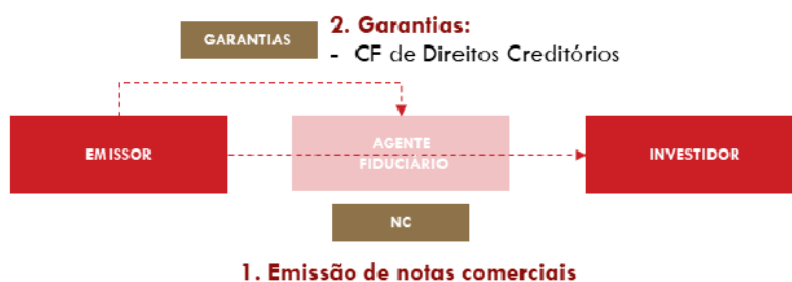 2. Garantias:
GARANTIAS
- CF de Direitos Creditórios
EMISSOR
AGENTE
FIDUCIÁRIO
INVESTIDOR
NC
1. Emissão de notas comerciais